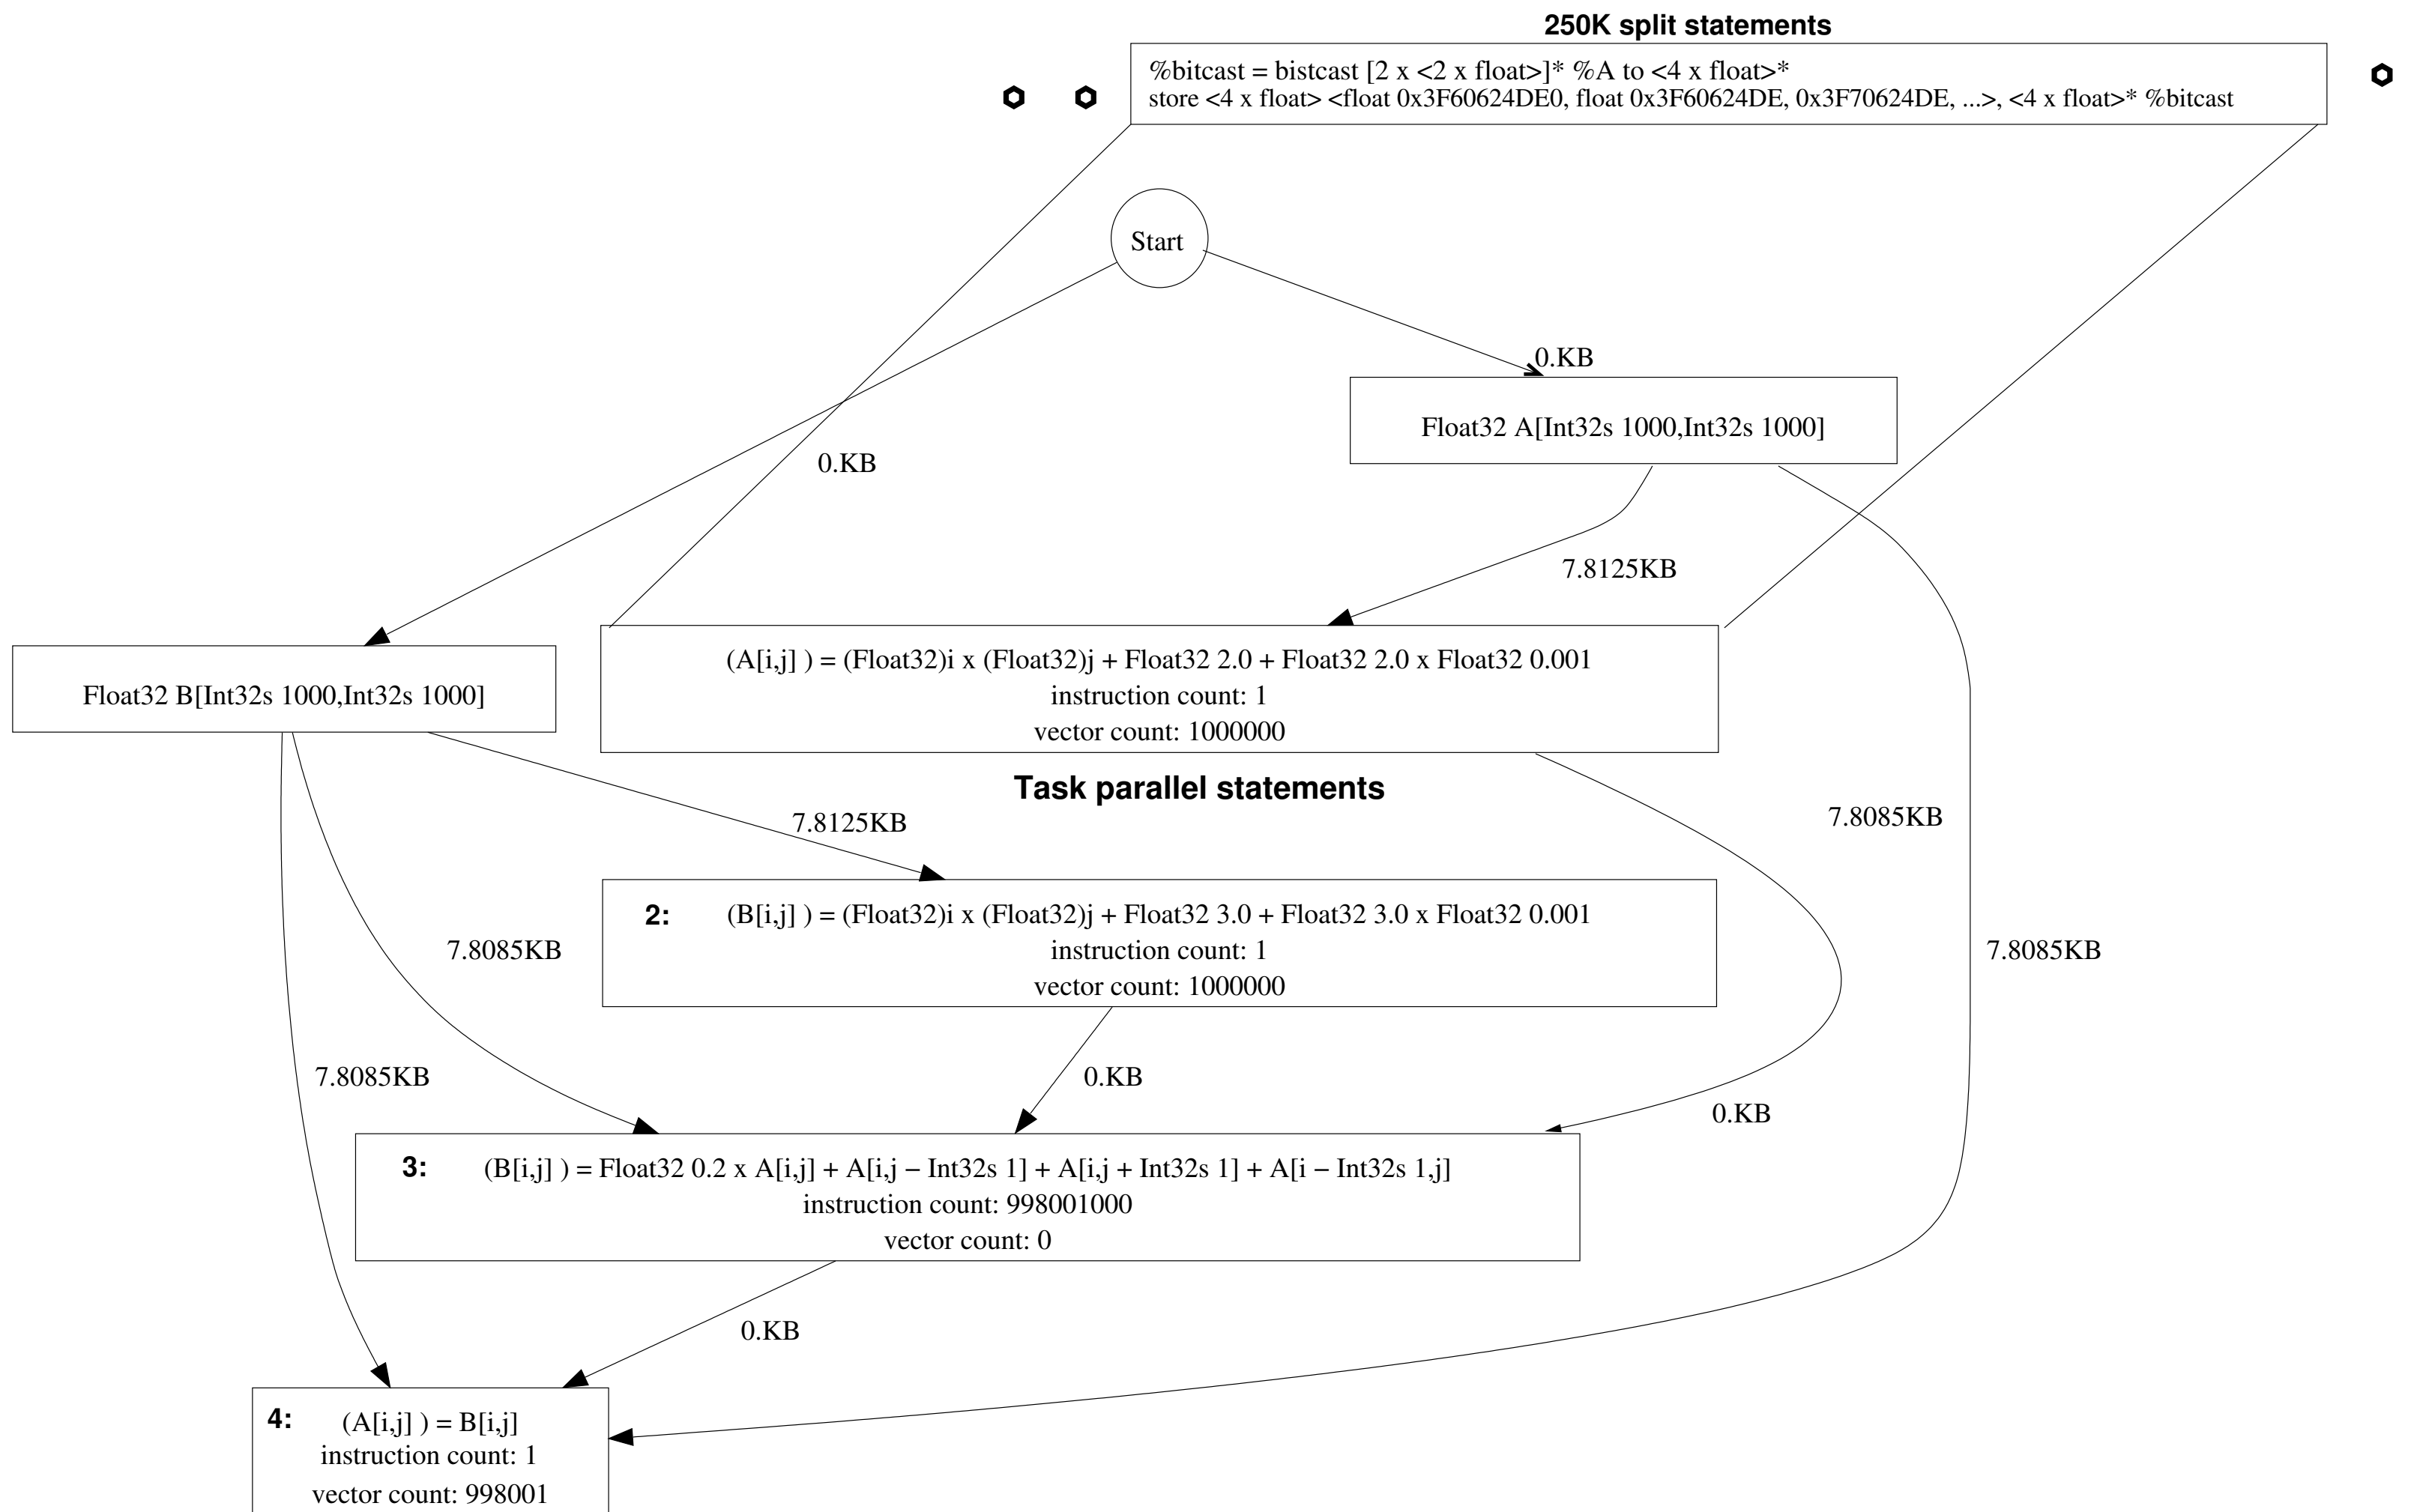 250K split statements
%bitcast = bistcast [2 x <2 x float>]* %A to <4 x float>*
store <4 x float> <float 0x3F60624DE0, float 0x3F60624DE, 0x3F70624DE, ...>, <4 x float>* %bitcast
Start
0.KB
Float32 A[Int32s 1000,Int32s 1000]
0.KB
7.8125KB
Float32 B[Int32s 1000,Int32s 1000]
(A[i,j] ) = (Float32)i x (Float32)j + Float32 2.0 + Float32 2.0 x Float32 0.001
instruction count: 1
vector count: 1000000
Task parallel statements
7.8125KB
7.8085KB
2: (B[i,j] ) = (Float32)i x (Float32)j + Float32 3.0 + Float32 3.0 x Float32 0.001
instruction count: 1
vector count: 1000000
7.8085KB
7.8085KB
7.8085KB
0.KB
0.KB
3: (B[i,j] ) = Float32 0.2 x A[i,j] + A[i,j − Int32s 1] + A[i,j + Int32s 1] + A[i − Int32s 1,j]
instruction count: 998001000
vector count: 0
0.KB
4: (A[i,j] ) = B[i,j]
instruction count: 1
vector count: 998001